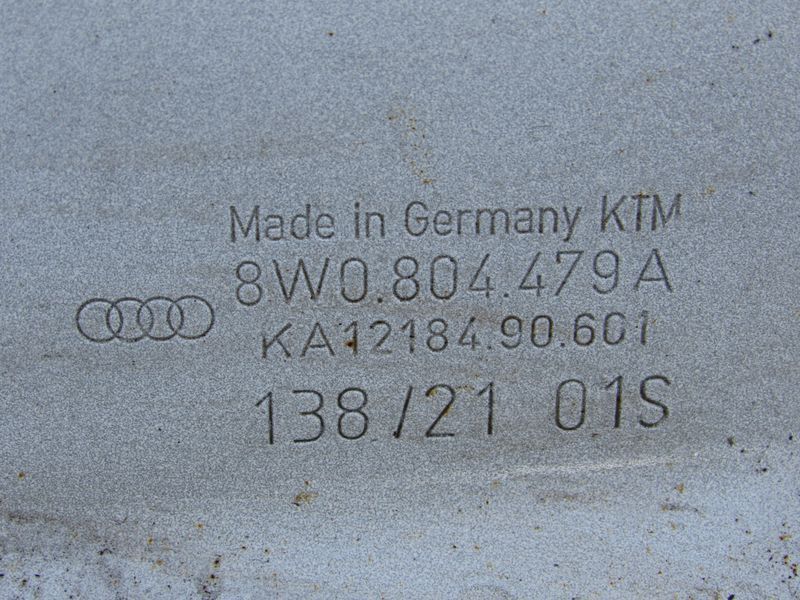 Made in Germany KTM
8W0.804.479A
KA12184.90.601
138/21 01S